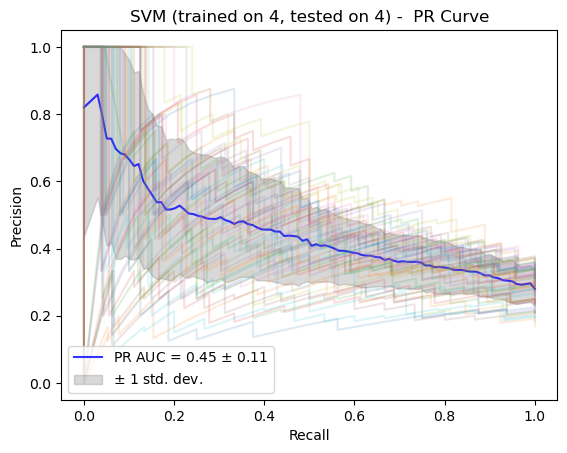 SVM (trained on 4, tested on 4) -  PR Curve
Precision
1.0
0.8
0.6
0.4
0.2
0.0
PR AUC = 0.45 ± 0.11
± 1 std. dev.
0.0 0.2 0.4 0.6 0.8 1.0
Recall